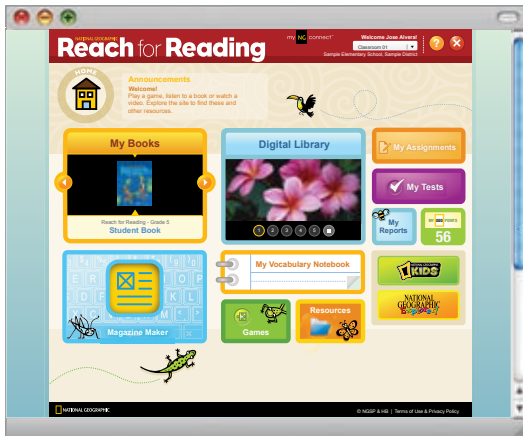 NATIONAL GEOGRAPHIC
Reach for Reading
my NG connect
Welcome Jose Alvera!
Classroom 01
Sample Elementary School, Sample District
?
HOME
Announcements
Welcome!
Play a game, listen to a book or watch a
video. Explore the site to find these and
other resources.
My Books
Reach for Reading - Grade 5
Student Book
Digital Library
1 2 3 4 5 6
My Assignments
My Tests
My
Reports
POINTS
56
Magazine Maker
My Vocabulary Notebook
Games
Resources
NATIONAL GEOGRAPHIC
KIDS
NATIONAL
GEOGRAPHIC
NATIONAL GEOGRAPHIC
© NGSP & HB | Terms of Use & Privacy Policy